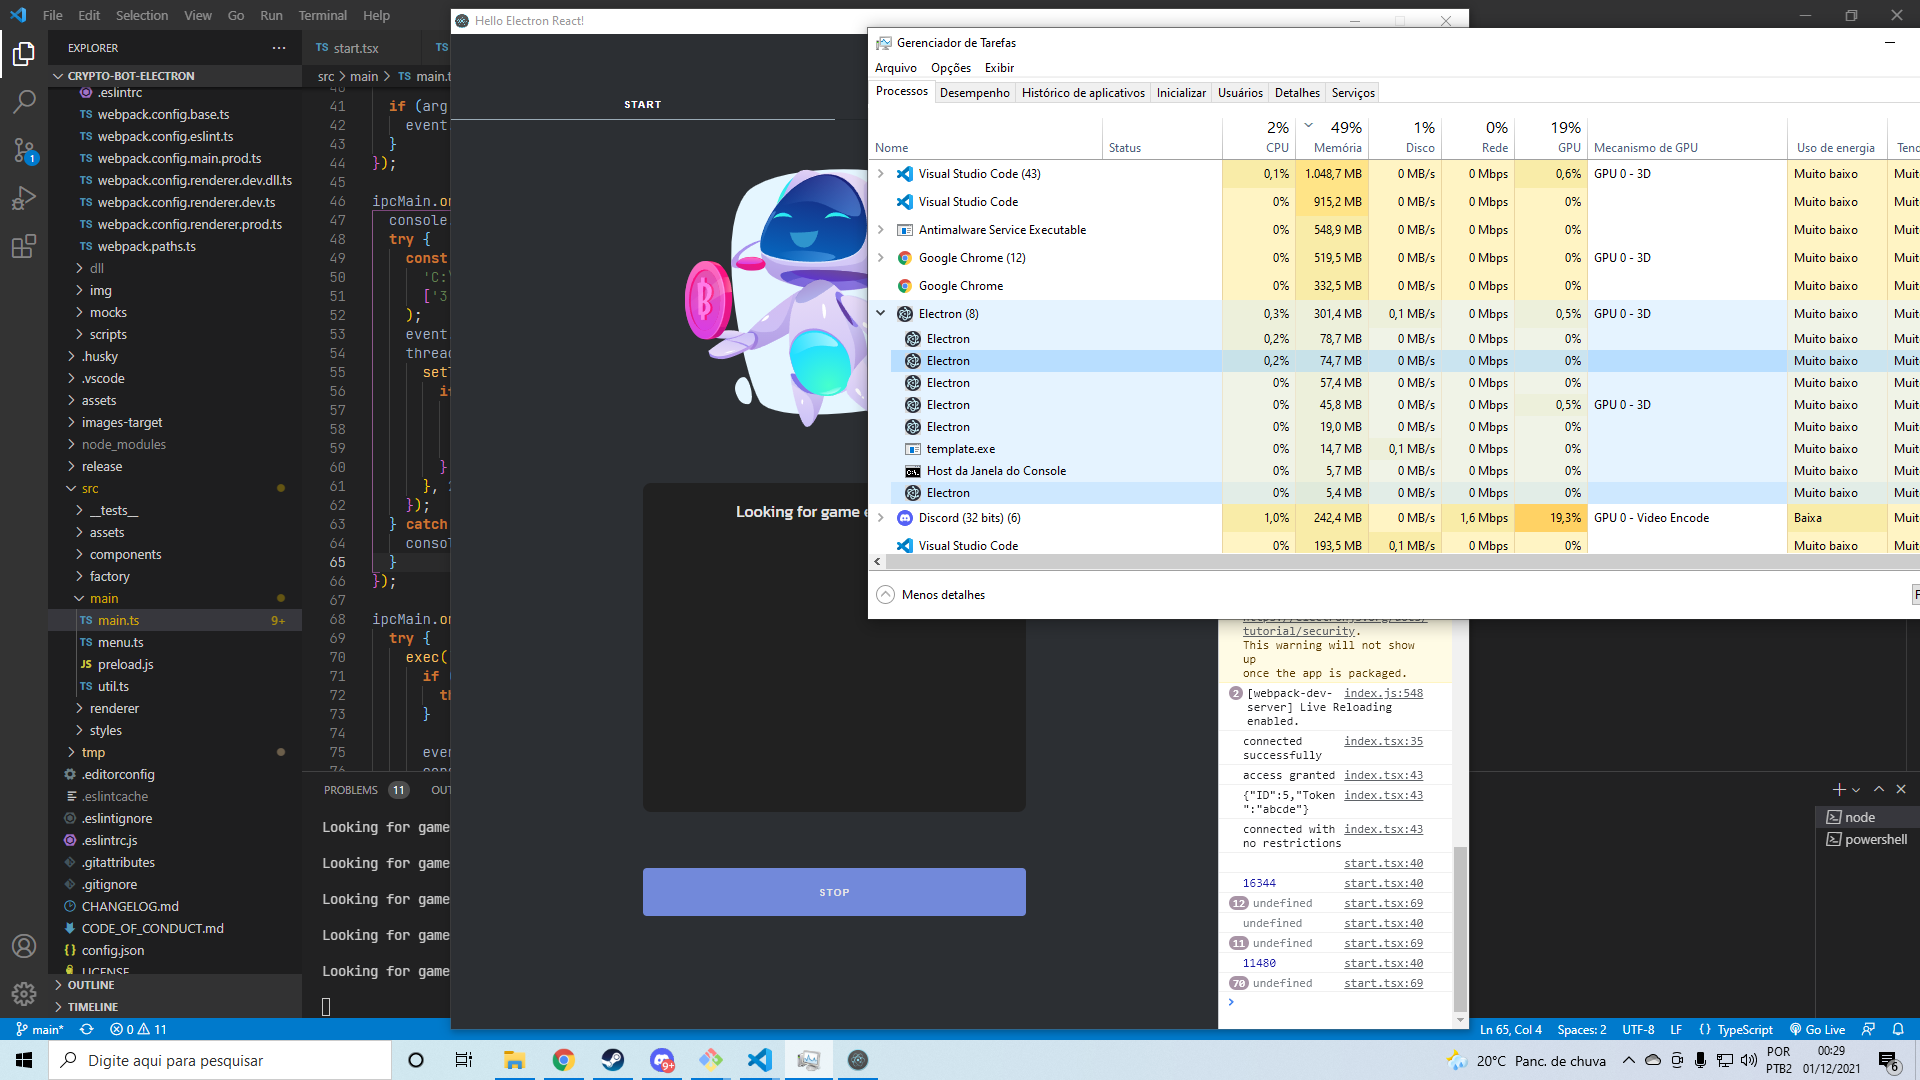 File Edit Selection View Go Run Terminal Help
EXPLORER
CRYPTO-BOT-ELECTRON
.eslintrc
webpack.config.base.ts
webpack.config.eslint.ts
webpack.config.main.prod.ts
webpack.config.renderer.dev.dll.ts
webpack.config.renderer.dev.ts
webpack.config.renderer.prod.ts
webpack.paths.ts
dll
img
mocks
scripts
.husky
.vscode
assets
images-target
node_modules
release
src
__tests__
assets
components
factory
main
TS main.ts 9+
TS menu.ts
JS preload.js
TS util.ts
renderer
styles
tmp
.editorconfig
.eslintcache
.eslintignore
.eslintrc.js
.gitattributes
.gitignore
CHANGELOG.md
CODE_OF_CONDUCT.md
{} config.json
LICENSE
OUTLINE
TIMELINE
TS start.tsx TS
src > main > TS main.t
41 if (arg
42 event.
43 }
44 });
45
46 ipcMain.on
47 console.
48 try {
49 const
50 'C:\
51 ['3
52 );
53 event.
54 thread
55 setT
56 if
57
58
59
60 }
61 }, 
62 });
63 } catch
64 consol
65 }
66 });
67
68 ipcMain.on
69 try {
70 exec(
71 if
72 th
73 }
74
75 even
PROBLEMS 11 OUT
Looking for game
Looking for game
Looking for game
Looking for game
Looking for game
Hello Electron React!
START
Looking for game e
STOP
Gerenciador de Tarefas
Arquivo Opções Exibir
Processos Desempenho Histórico de aplicativos Inicializar Usuários Detalhes Serviços
2% 49% 1% 0% 19%
Nome Status CPU Memória Disco Rede GPU Mecanismo de GPU Uso de energia Tend
Visual Studio Code (43) 0,1% 1.048,7 MB 0 MB/s 0 Mbps 0,6% GPU 0 - 3D Muito baixo Muit
Visual Studio Code 0% 915,2 MB 0 MB/s 0 Mbps 0% Muito baixo Muit
Antimalware Service Executable 0% 548,9 MB 0 MB/s 0 Mbps 0% Muito baixo Muit
Google Chrome (12) 0% 519,5 MB 0 MB/s 0 Mbps 0% GPU 0 - 3D Muito baixo Muit
Google Chrome 0% 332,5 MB 0 MB/s 0 Mbps 0% Muito baixo Muit
Electron (8) 0,3% 301,4 MB 0,1 MB/s 0 Mbps 0,5% GPU 0 - 3D Muito baixo Muit
Electron 0,2% 78,7 MB 0 MB/s 0 Mbps 0% Muito baixo Muit
Electron 0,2% 74,7 MB 0 MB/s 0 Mbps 0% Muito baixo Muit
Electron 0% 57,4 MB 0 MB/s 0 Mbps 0% Muito baixo Muit
Electron 0% 45,8 MB 0 MB/s 0 Mbps 0,5% GPU 0 - 3D Muito baixo Muit
Electron 0% 19,0 MB 0 MB/s 0 Mbps 0% Muito baixo Muit
template.exe 0% 14,7 MB 0,1 MB/s 0 Mbps 0% Muito baixo Muit
Host da Janela do Console 0% 5,7 MB 0 MB/s 0 Mbps 0% Muito baixo Muit
Electron 0% 5,4 MB 0 MB/s 0 Mbps 0% Muito baixo Muit
Discord (32 bits) (6) 1,0% 242,4 MB 0 MB/s 1,6 Mbps 19,3% GPU 0 - Video Encode Baixa Muit
Visual Studio Code 0% 193,5 MB 0,1 MB/s 0 Mbps 0% Muito baixo Muit
Menos detalhes F
tutorial/security.
This warning will not show
up
once the app is packaged.
2 [webpack-dev- index.js:548
server] Live Reloading
enabled.
connected index.tsx:35
successfully
access granted index.tsx:43
{"ID":5,"Token index.tsx:43
":"abcde"}
connected with index.tsx:43
no restrictions
start.tsx:40
16344 start.tsx:40
12 undefined start.tsx:69
undefined start.tsx:40
11 undefined start.tsx:69
11480 start.tsx:40
70 undefined start.tsx:69
node
powershell
main* 0 11 Ln 65, Col 4 Spaces: 2 UTF-8 LF {} TypeScript Go Live
Digite aqui para pesquisar
9+
20°C Panc. de chuva
POR
PTB2
00:29
01/12/2021
6